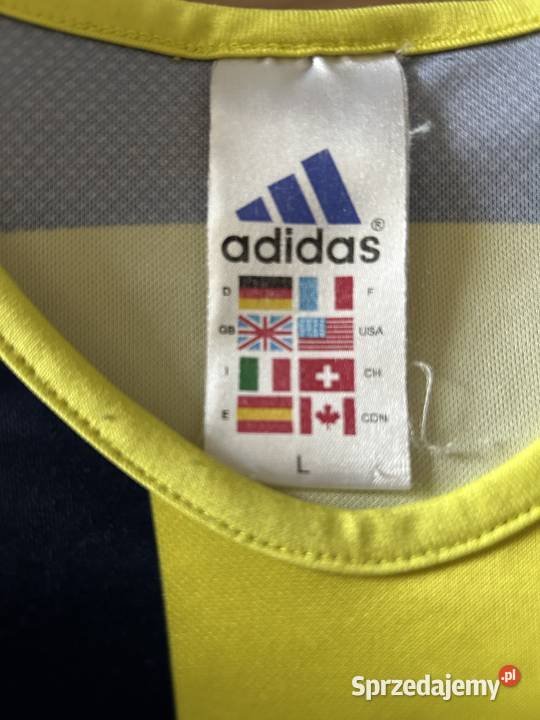 adidas®
D F
GB USA
I CH
E CDN
L
Sprzedajemy.pl